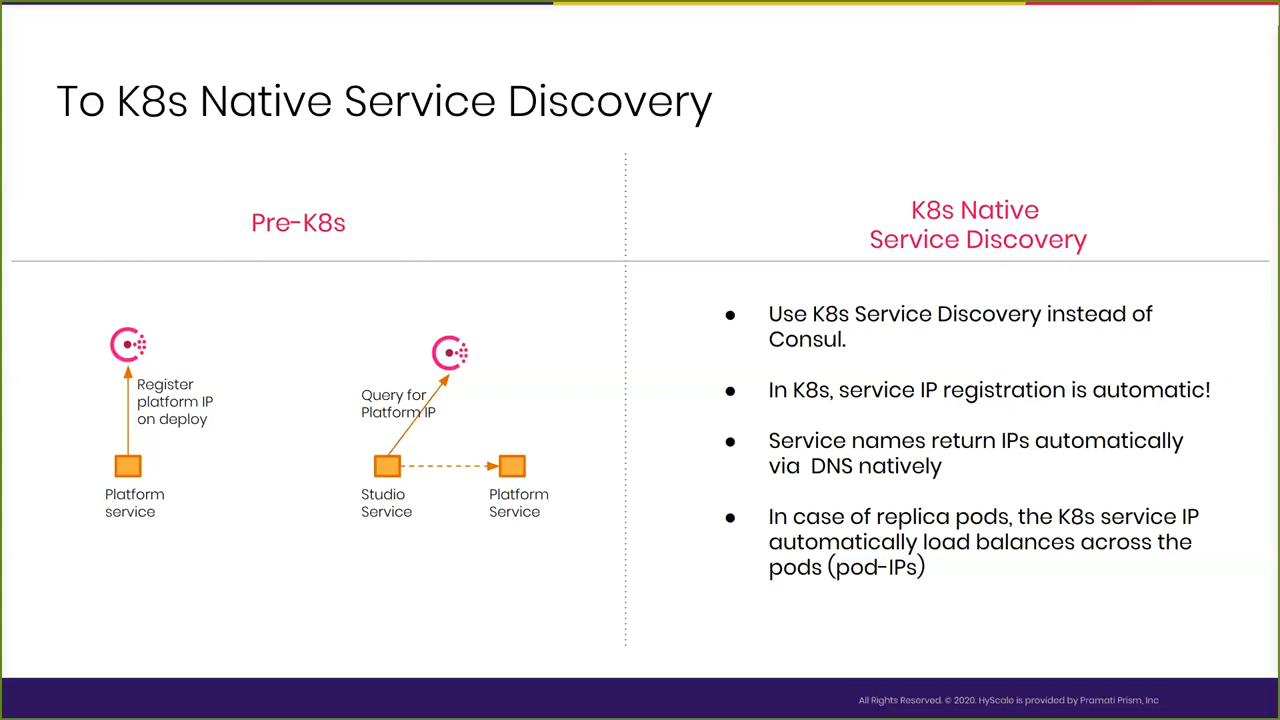 To K8s Native Service Discovery
Pre-K8s
Register
platform IP
on deploy
Platform
service
Query for
Platform IP
Studio
Service
Platform
Service
K8s Native
Service Discovery
● Use K8s Service Discovery instead of
Consul.
● In K8s, service IP registration is automatic!
● Service names return IPs automatically
via  DNS natively
● In case of replica pods, the K8s service IP
automatically load balances across the
pods (pod-IPs)
All Rights Reserved. © 2020. HyScale is provided by Pramati Prism, Inc